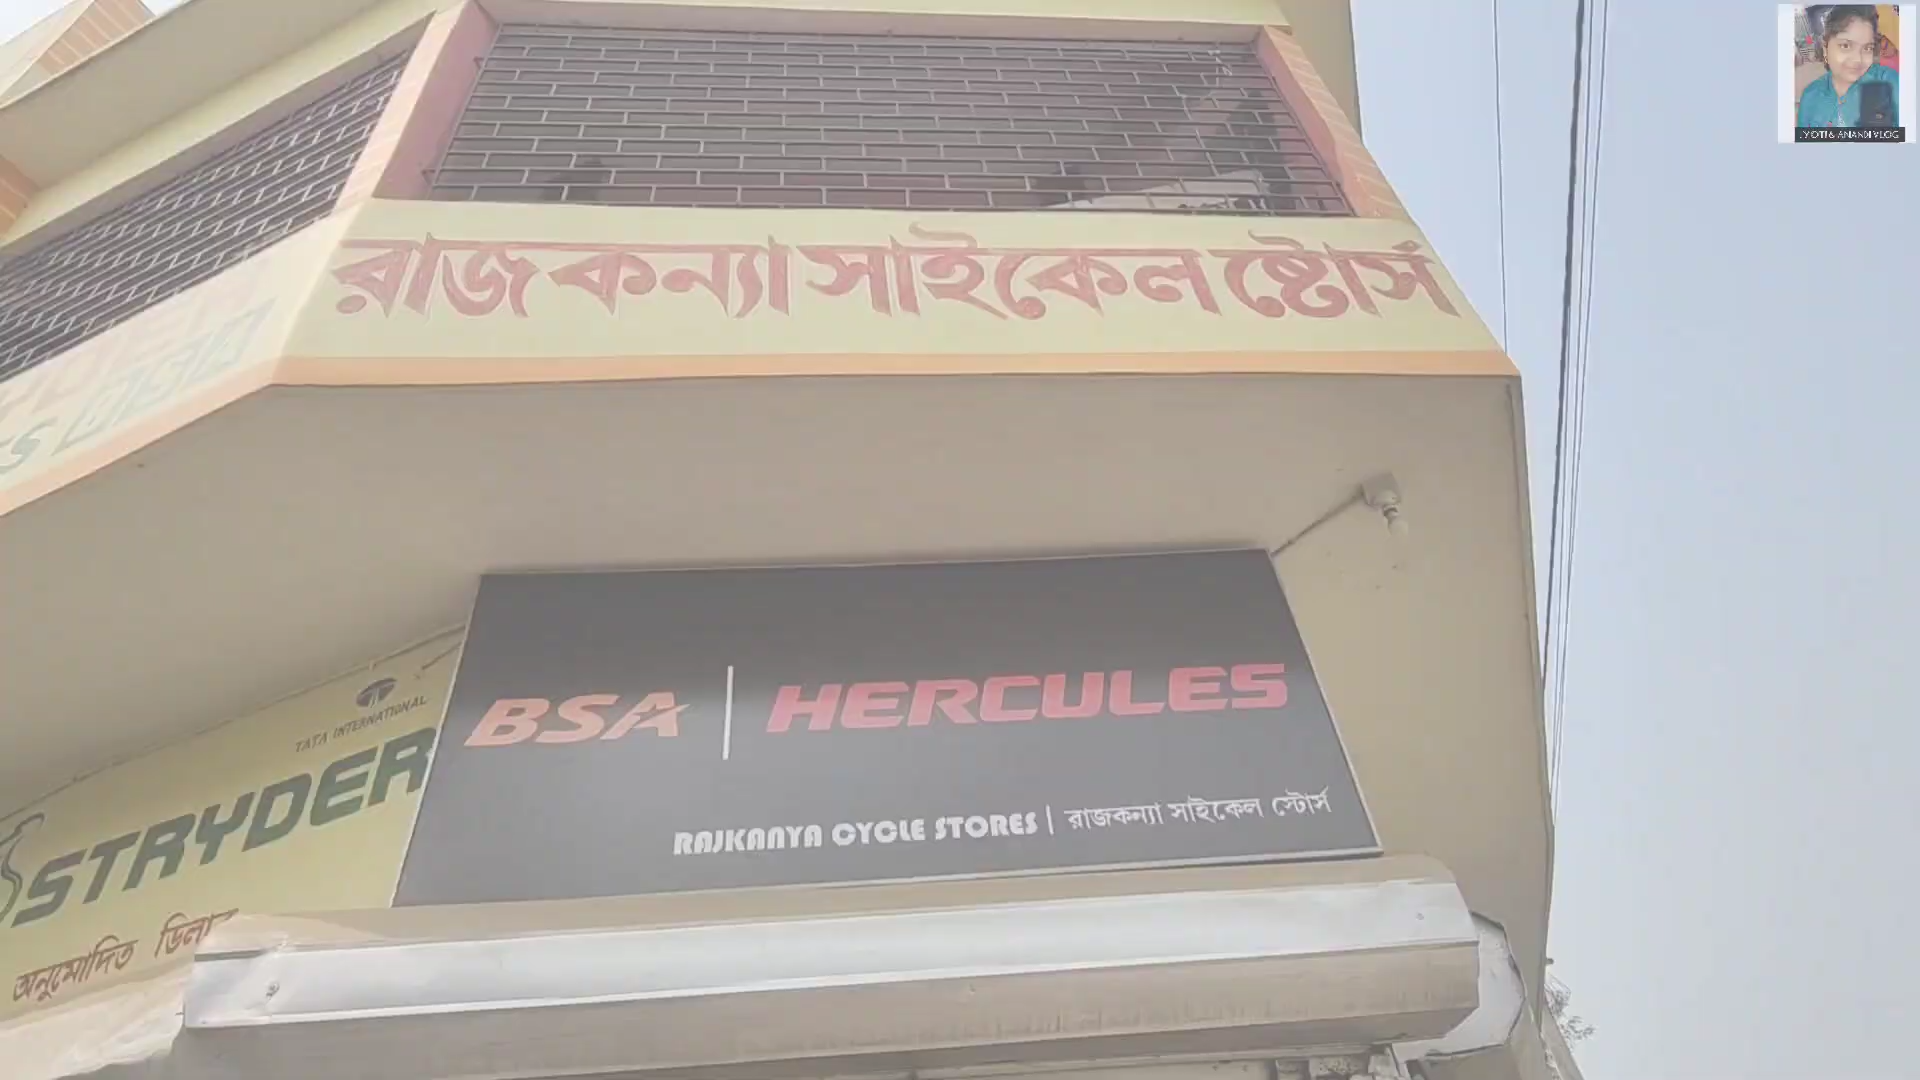 JYOTI & ANANDI VLOG
রাজকন্যা সাইকেল ষ্টোর্স
BSA | HERCULES
RAJKANYA CYCLE STORES | রাজকন্যা সাইকেল স্টোর্স
TATA INTERNATIONAL
STRYDER
অনুমোদিত